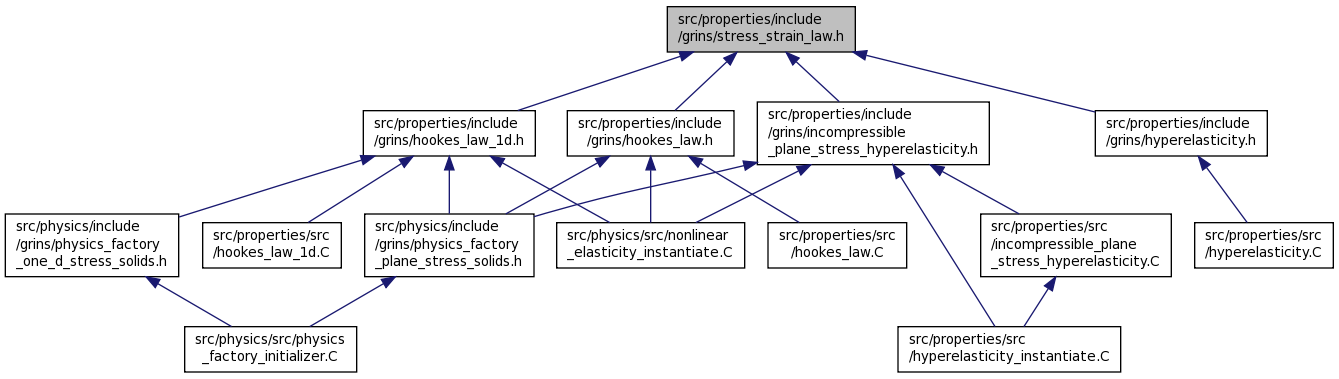 src/properties/include
/grins/stress_strain_law.h
src/properties/include
/grins/hookes_law_1d.h
src/properties/include
/grins/hookes_law.h
src/properties/include
/grins/incompressible
_plane_stress_hyperelasticity.h
src/properties/include
/grins/hyperelasticity.h
src/physics/include
/grins/physics_factory
_one_d_stress_solids.h
src/properties/src
/hookes_law_1d.C
src/physics/include
/grins/physics_factory
_plane_stress_solids.h
src/physics/src/nonlinear
_elasticity_instantiate.C
src/properties/src
/hookes_law.C
src/properties/src
/incompressible_plane
_stress_hyperelasticity.C
src/properties/src
/hyperelasticity.C
src/physics/src/physics
_factory_initializer.C
src/properties/src
/hyperelasticity_instantiate.C